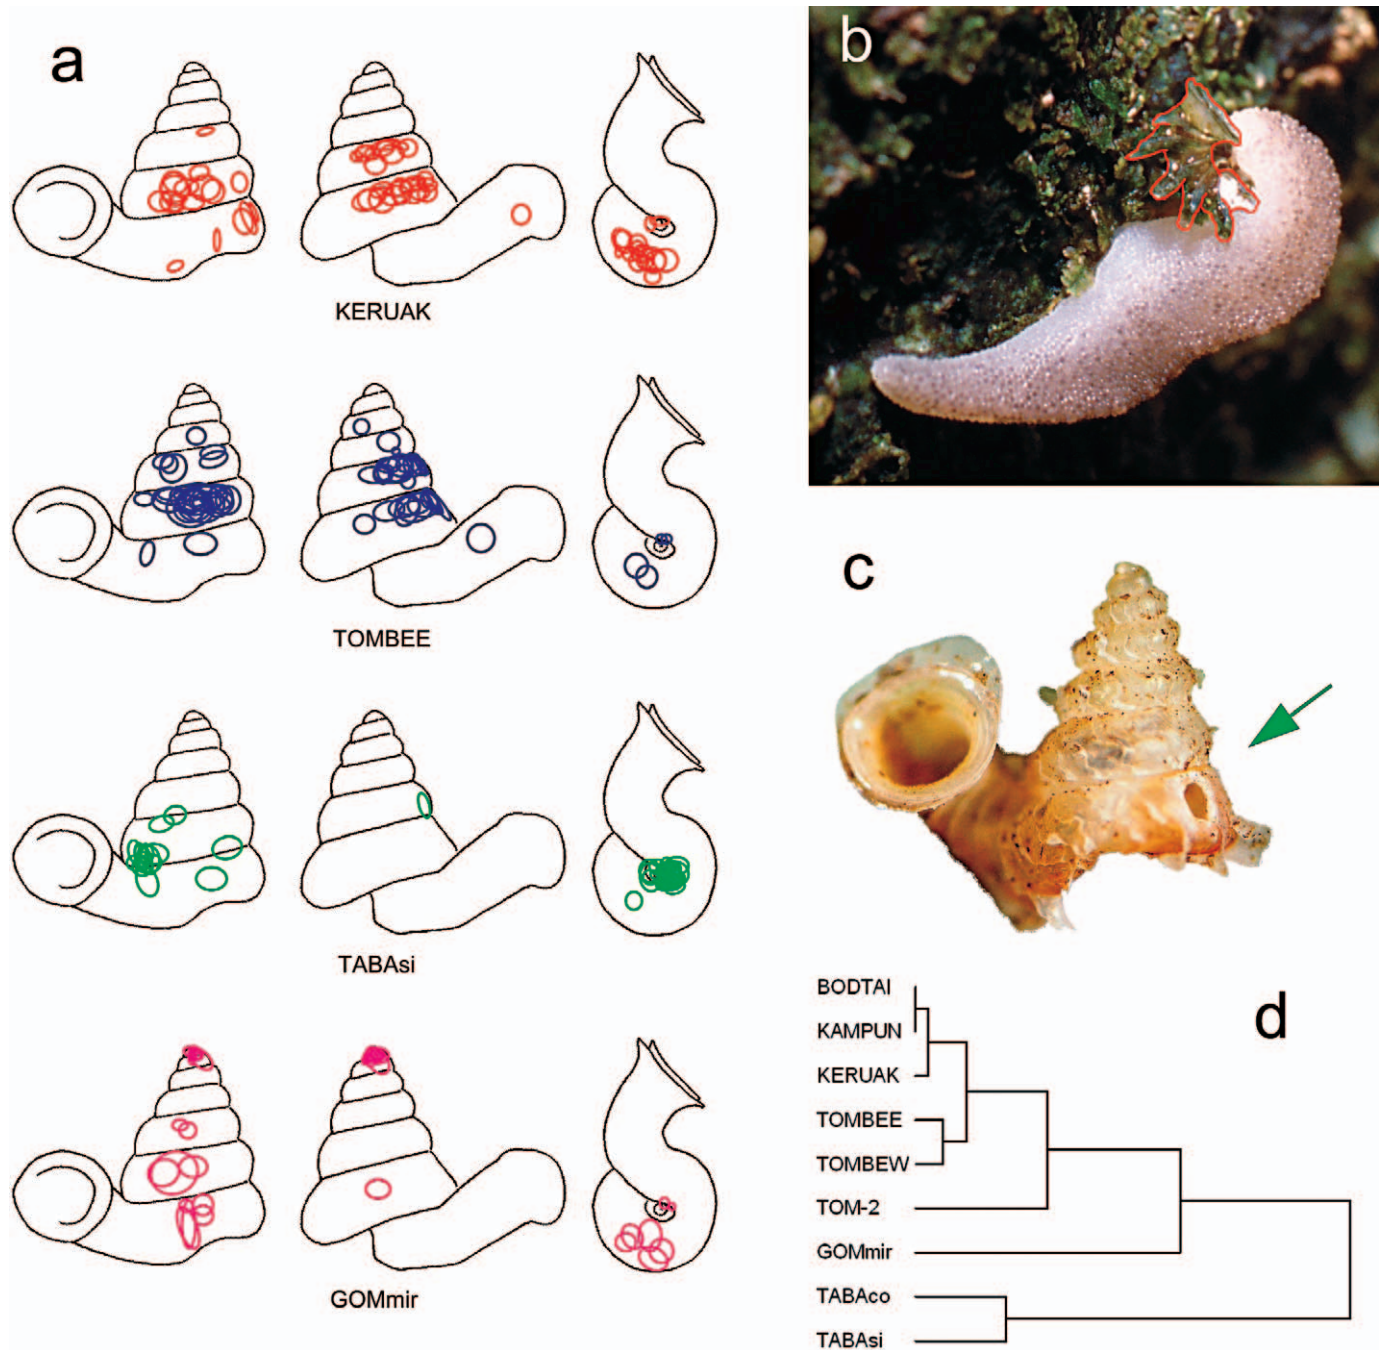 a
KERUAK
TOMBEE
TABAsi
GOMmir
b
c
d
BODTAI
KAMPUN
KERUAK
TOMBEE
TOMBEW
TOM-2
GOMmir
TABAco
TABAsi